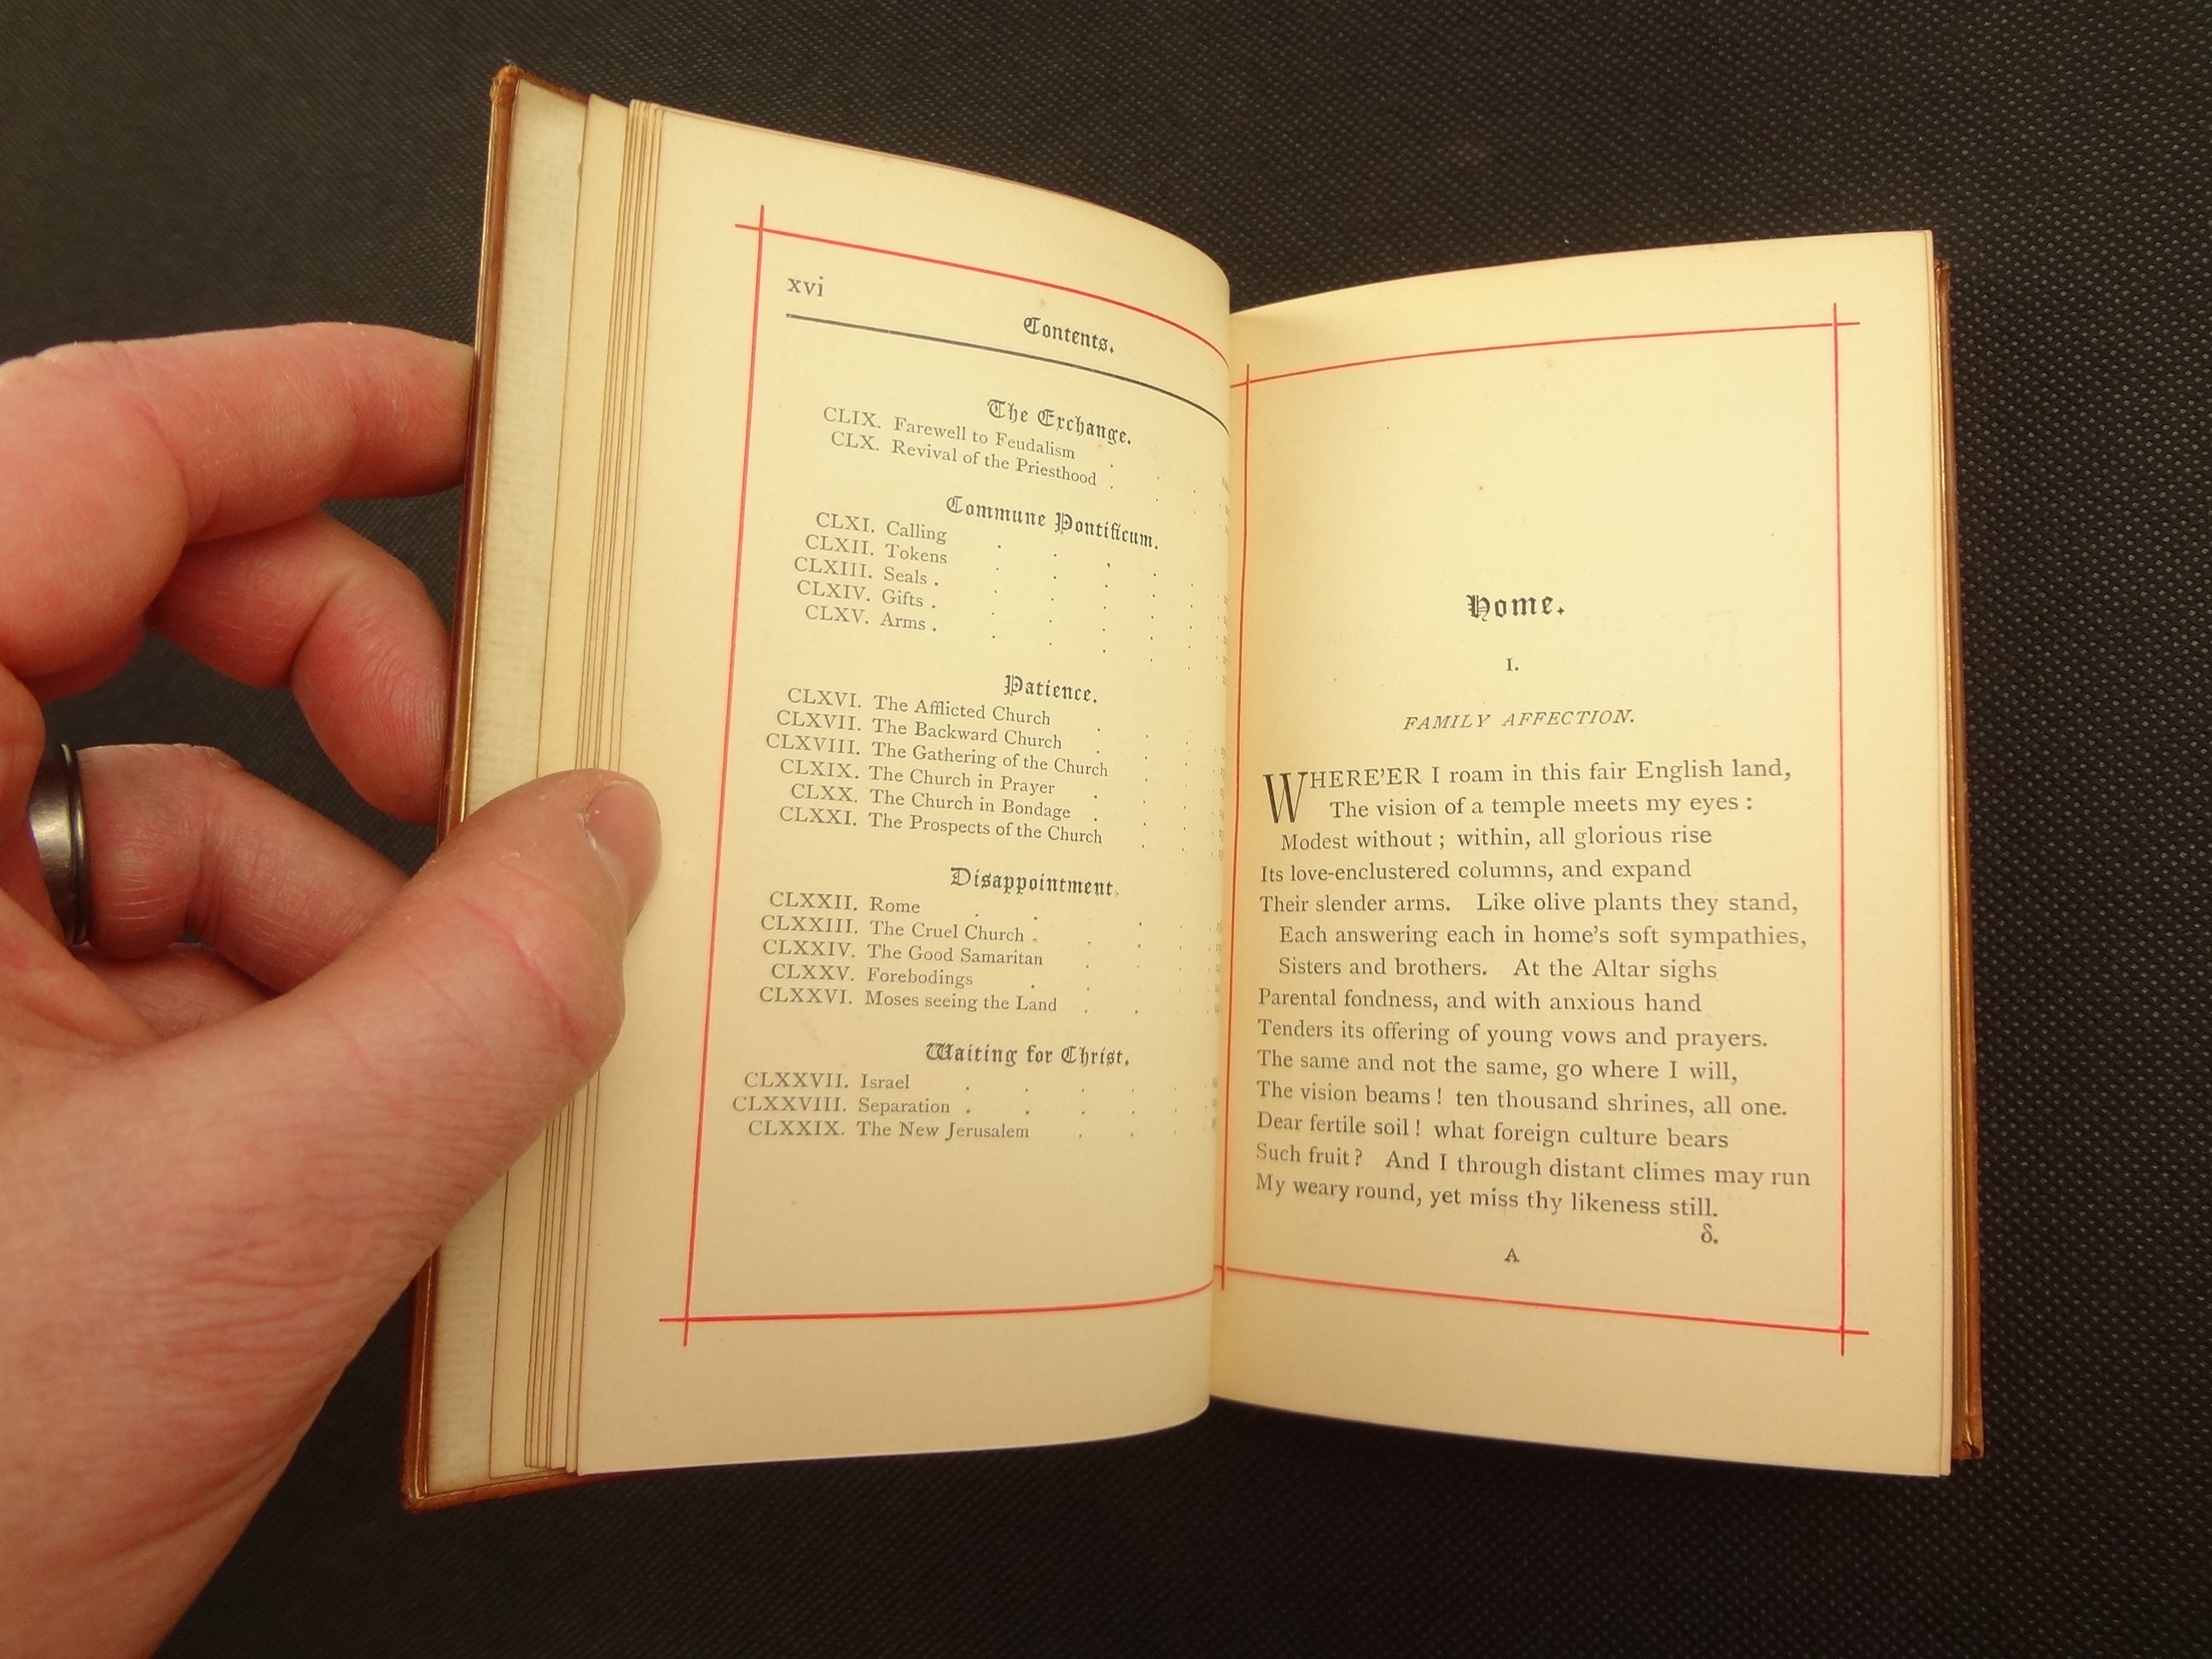 xvi
Contents.
The Exchange.
CLIX. Farewell to Feudalism
CLX. Revival of the Priesthood .
Commune Pontificum.
CLXI. Calling
CLXII. Tokens
CLXIII. Seals .
CLXIV. Gifts .
CLXV. Arms .
Patience.
CLXVI. The Afflicted Church
CLXVII. The Backward Church
CLXVIII. The Gathering of the Church
CLXIX. The Church in Prayer
CLXX. The Church in Bondage
CLXXI. The Prospects of the Church
Disappointment.
CLXXII. Rome
CLXXIII. The Cruel Church .
CLXXIV. The Good Samaritan
CLXXV. Forebodings
CLXXVI. Moses seeing the Land
Waiting for Christ.
CLXXVII. Israel
CLXXVIII. Separation .
CLXXIX. The New Jerusalem
Home.
I.
FAMILY AFFECTION.
WHERE'ER I roam in this fair English land,
The vision of a temple meets my eyes :
Modest without ; within, all glorious rise
Its love-enclustered columns, and expand
Their slender arms. Like olive plants they stand,
Each answering each in home's soft sympathies,
Sisters and brothers. At the Altar sighs
Parental fondness, and with anxious hand
Tenders its offering of young vows and prayers.
The same and not the same, go where I will,
The vision beams ! ten thousand shrines, all one.
Dear fertile soil ! what foreign culture bears
Such fruit ? And I through distant climes may run
My weary round, yet miss thy likeness still.
δ.
A